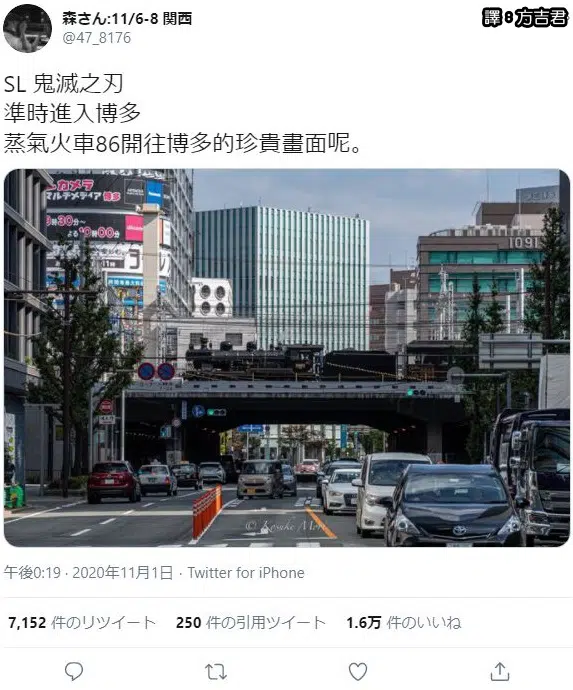 森さん:11/6-8 関西
@47_8176
譯8方吉君
SL 鬼滅之刃
準時進入博多
蒸氣火車86開往博多的珍貴畫面呢。
カメラ
マルチメディア博多
1091
© Kosuke Mori
午後0:19 · 2020年11月1日 · Twitter for iPhone
7,152 件のリツイート 250 件の引用ツイート 1.6万 件のいいね